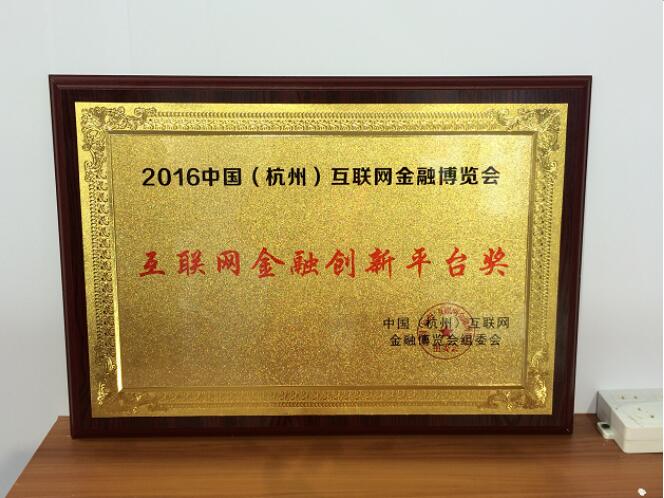 2016中国（杭州）互联网金融博览会
互联网金融创新平台奖
中国（杭州）互联网
金融博览会组委会